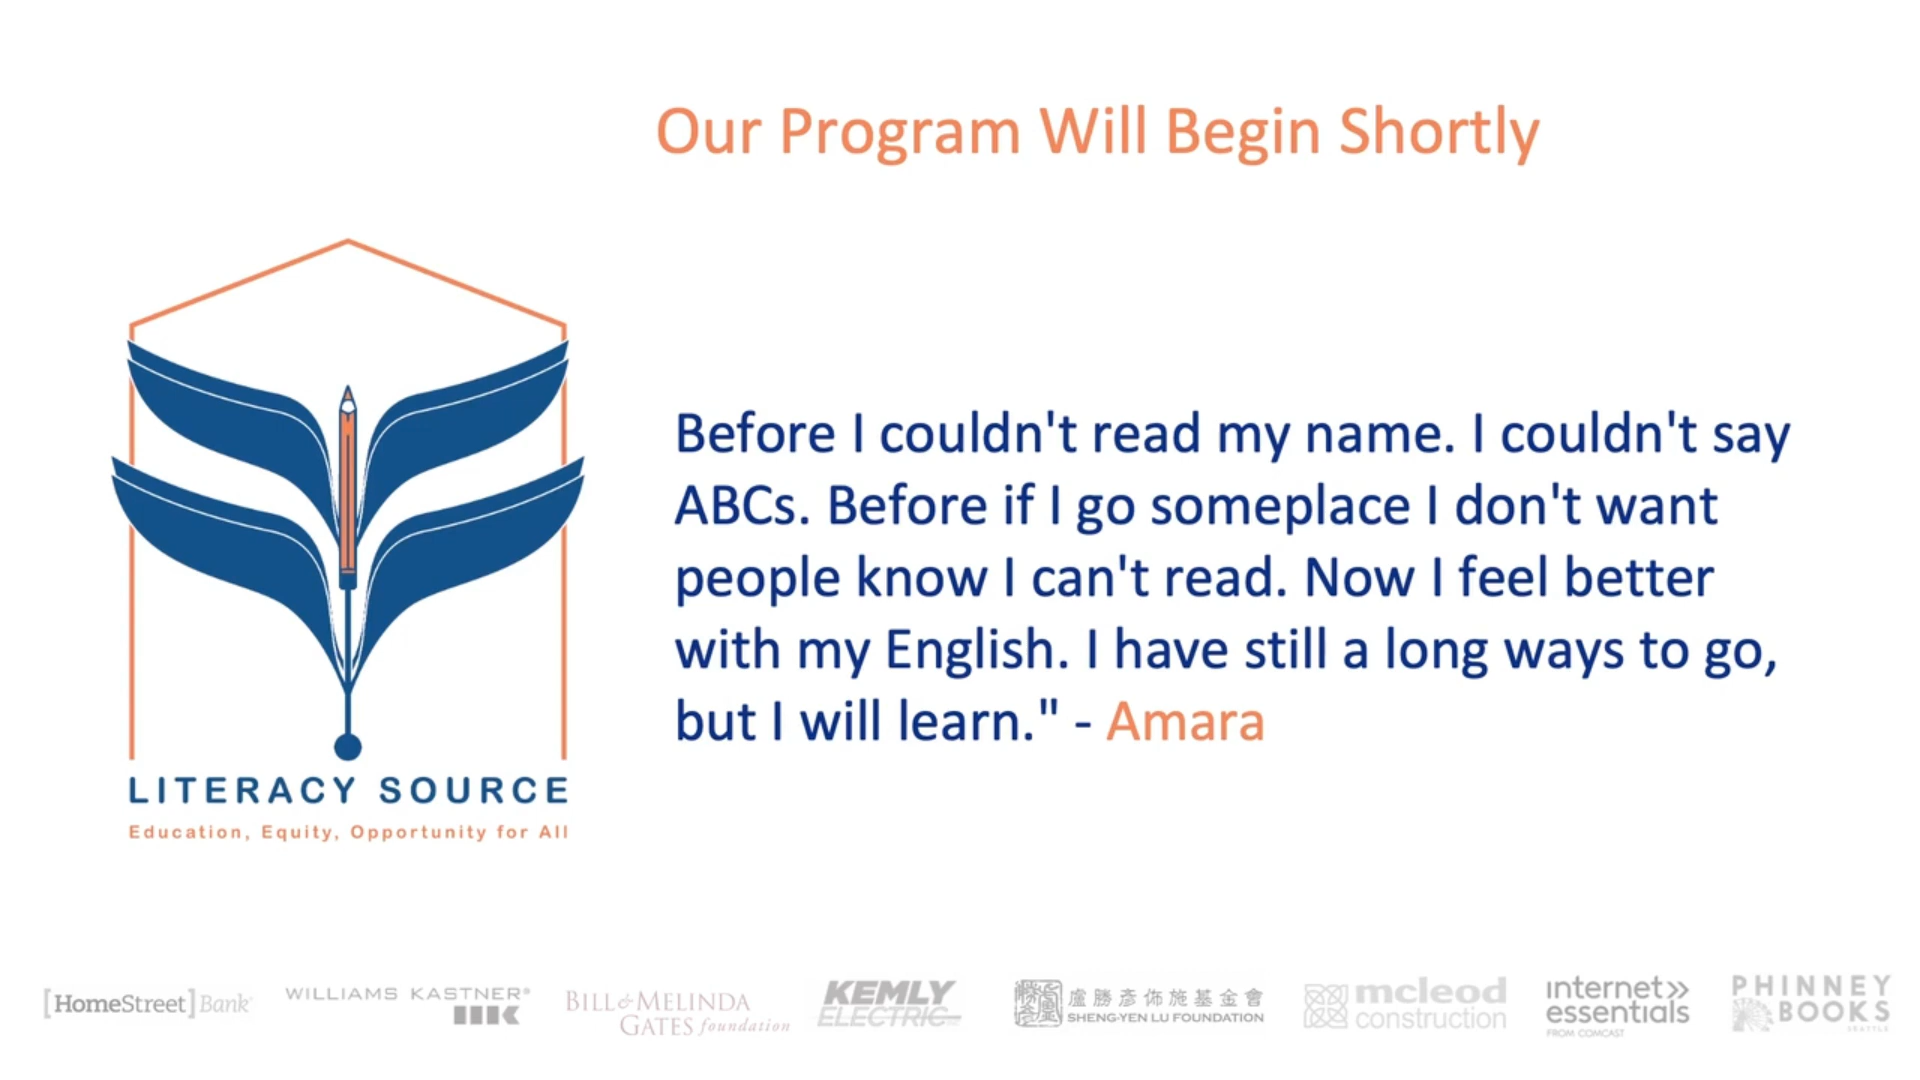 Our Program Will Begin Shortly
Before I couldn't read my name. I couldn't say
ABCs. Before if I go someplace I don't want
people know I can't read. Now I feel better
with my English. I have still a long ways to go,
but I will learn." - Amara
LITERACY SOURCE
Education, Equity, Opportunity for All
[HomeStreet] Bank
WILLIAMS KASTNER®
BILL & MELINDA
GATES foundation
KEMLY
ELECTRIC
盧勝彥佈施基金會
SHENG-YEN LU FOUNDATION
mcleod
construction
internet
essentials
FROM COMCAST
PHINNEY
BOOKS
SEATTLE